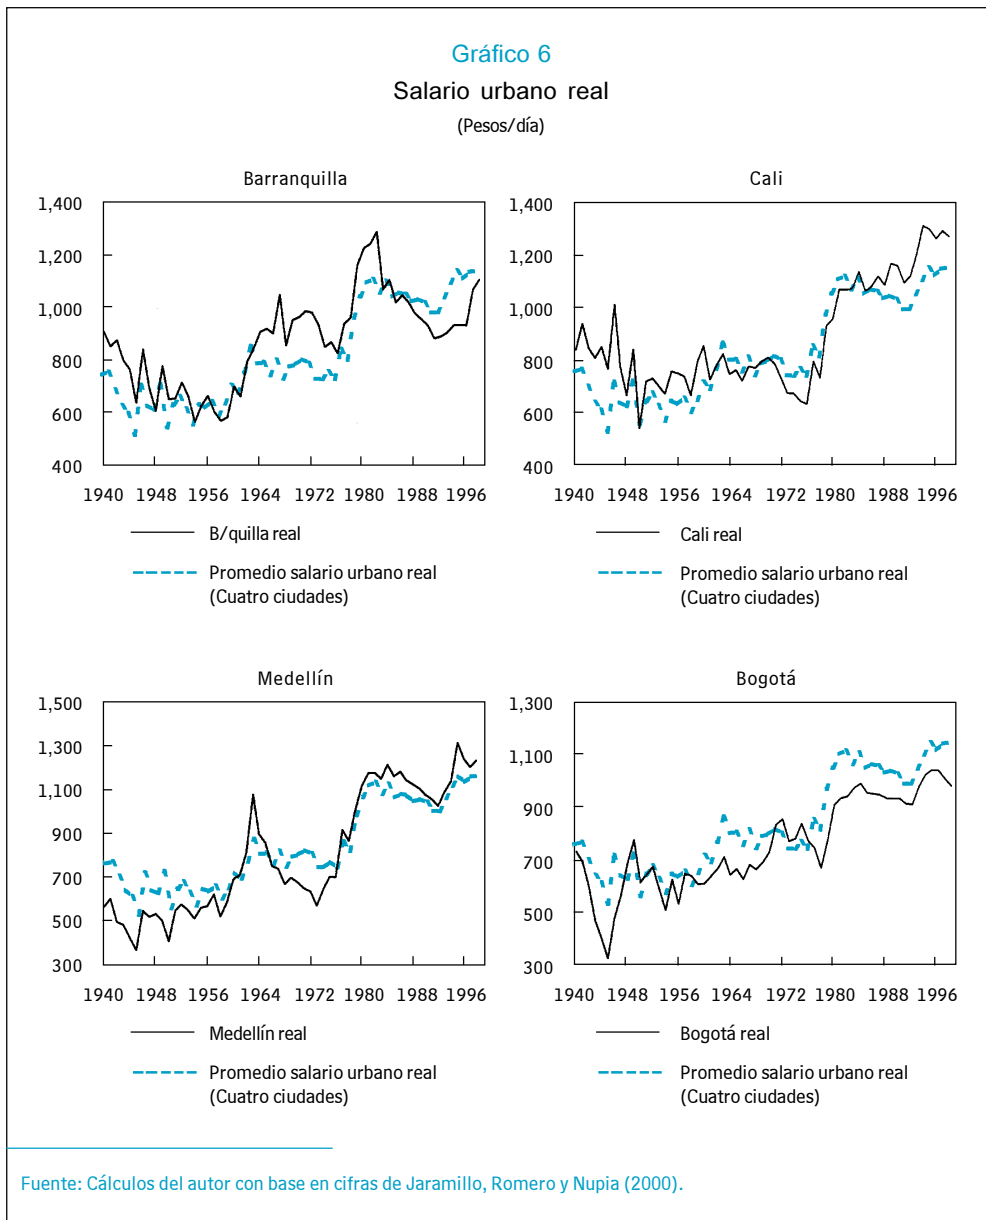 Gráfico 6
Salario urbano real
(Pesos/día)
Barranquilla
1,400
1,200
1,000
800
600
400
1940 1948 1956 1964 1972 1980 1988 1996
B/quilla real
Promedio salario urbano real
(Cuatro ciudades)
Cali
1,400
1,200
1,000
800
600
400
1940 1948 1956 1964 1972 1980 1988 1996
Cali real
Promedio salario urbano real
(Cuatro ciudades)
Medellín
1,500
1,300
1,100
900
700
500
300
1940 1948 1956 1964 1972 1980 1988 1996
Medellín real
Promedio salario urbano real
(Cuatro ciudades)
Bogotá
1,300
1,100
900
700
500
300
1940 1948 1956 1964 1972 1980 1988 1996
Bogotá real
Promedio salario urbano real
(Cuatro ciudades)
Fuente: Cálculos del autor con base en cifras de Jaramillo, Romero y Nupia (2000).